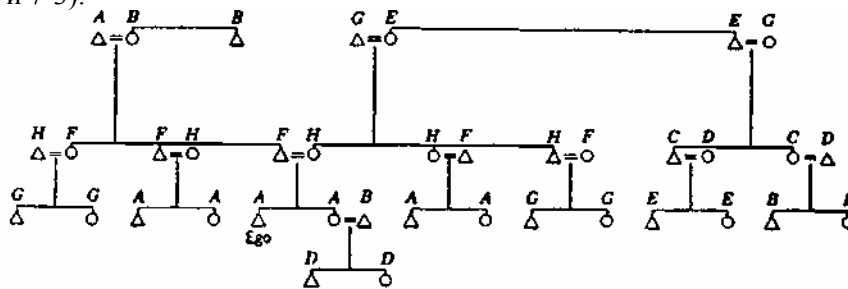 A B B G E E G
H F F H F H H F H F C D C D
G G A A A A B A A G G E E B
Ego
D D